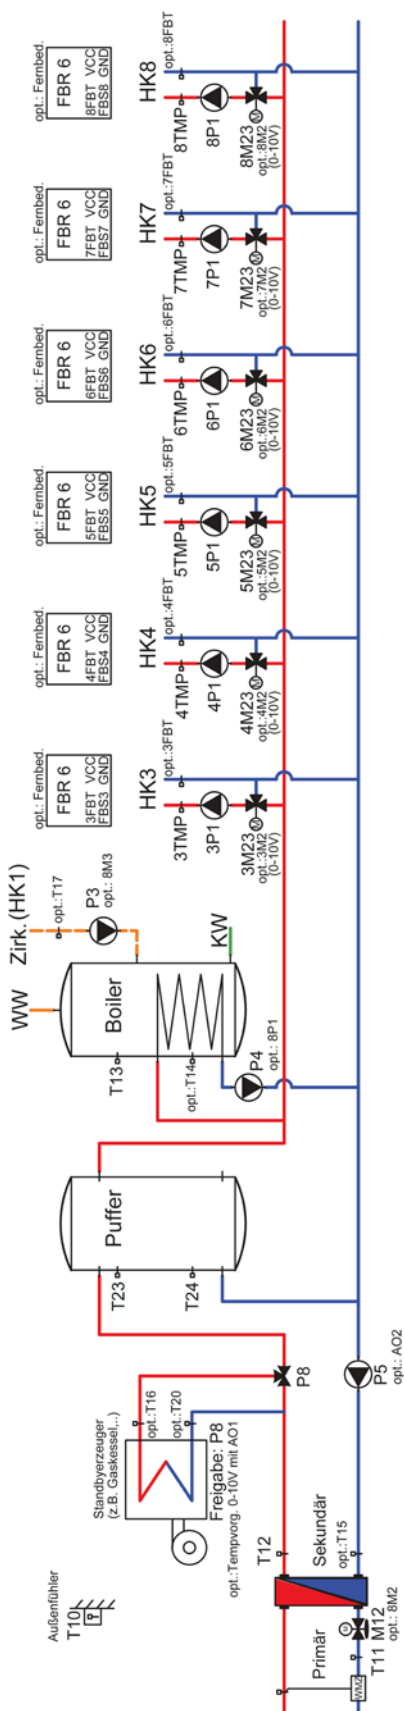 Außenfühler
T10
Primär
WMZ
T11 M12
opt.: 8M2
M
Sekundär
opt.:T15
T12
Standbyerzeuger
(z.B. Gaskessel,..)
opt.:T16
opt.:T20
Freigabe: P8
opt.:Tempvorg. 0-10V mit AO1
P8
P5
opt.: AO2
Puffer
T23
T24
WW
Zirk. (HK1)
opt.:T17
P3
opt.: 8M3
Boiler
KW
T13
opt.:T14
P4
opt.: 8P1
opt.: Fernbed.
FBR 6
3FBT VCC
FBS3 GND
HK3
opt.:3FBT
3TMP
3P1
M
3M23
opt.:3M2
(0-10V)
opt.: Fernbed.
FBR 6
4FBT VCC
FBS4 GND
HK4
opt.:4FBT
4TMP
4P1
M
4M23
opt.:4M2
(0-10V)
opt.: Fernbed.
FBR 6
5FBT VCC
FBS5 GND
HK5
opt.:5FBT
5TMP
5P1
M
5M23
opt.:5M2
(0-10V)
opt.: Fernbed.
FBR 6
6FBT VCC
FBS6 GND
HK6
opt.:6FBT
6TMP
6P1
M
6M23
opt.:6M2
(0-10V)
opt.: Fernbed.
FBR 6
7FBT VCC
FBS7 GND
HK7
opt.:7FBT
7TMP
7P1
M
7M23
opt.:7M2
(0-10V)
opt.: Fernbed.
FBR 6
8FBT VCC
FBS8 GND
HK8
opt.:8FBT
8TMP
8P1
M
8M23
opt.:8M2
(0-10V)